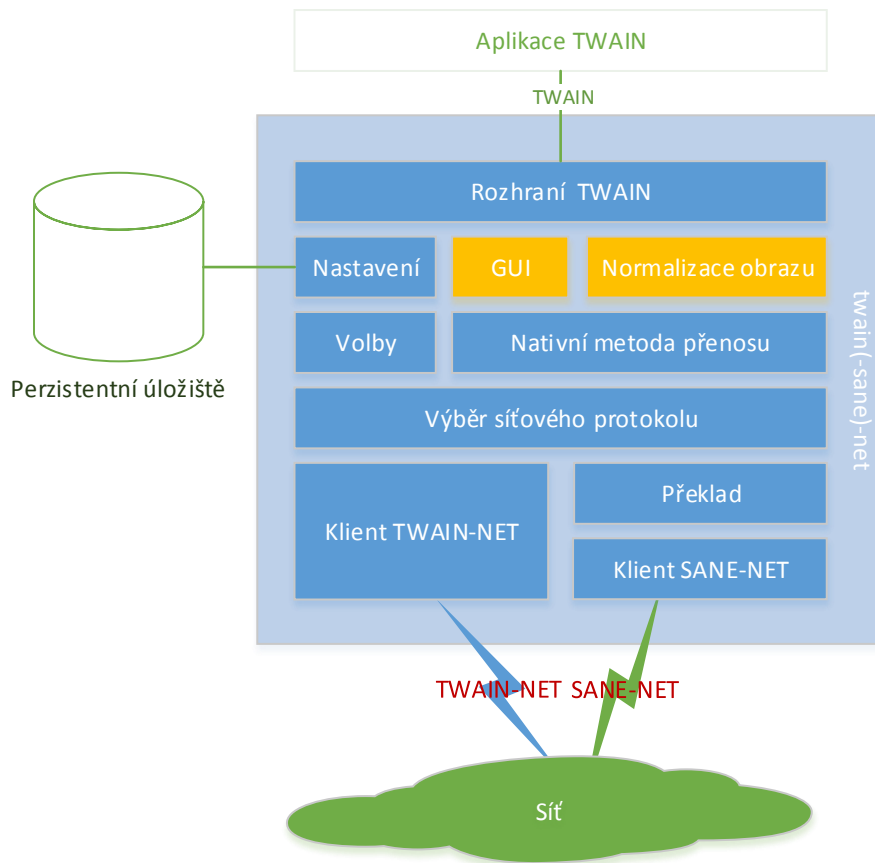 Aplikace TWAIN
TWAIN
Rozhraní TWAIN
Nastavení
GUI
Normalizace obrazu
Volby
Nativní metoda přenosu
Perzistentní úložiště
Výběr síťového protokolu
twain(-sane)-net
Klient TWAIN-NET
Překlad
Klient SANE-NET
TWAIN-NET
SANE-NET
Síť